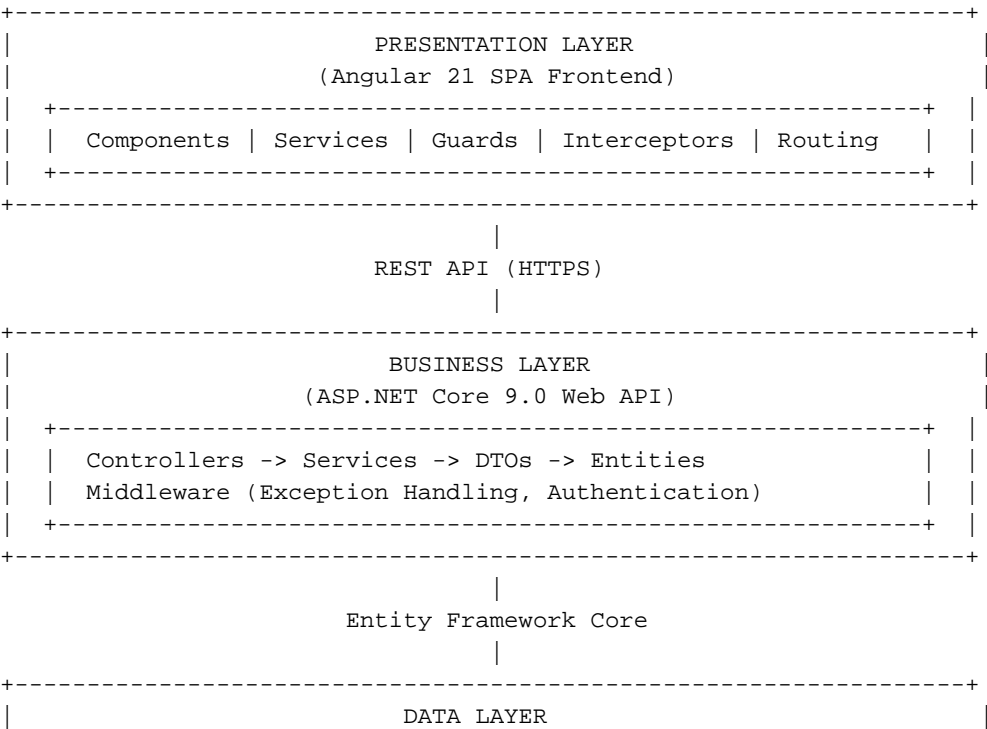 +------------------------------------------------------------------+
|                         PRESENTATION LAYER                        |
|                     (Angular 21 SPA Frontend)                     |
|  +------------------------------------------------------------+  |
|  |  Components | Services | Guards | Interceptors | Routing   |  |
|  +------------------------------------------------------------+  |
+------------------------------------------------------------------+
                                  |
                          REST API (HTTPS)
                                  |
+------------------------------------------------------------------+
|                          BUSINESS LAYER                           |
|                    (ASP.NET Core 9.0 Web API)                     |
|  +------------------------------------------------------------+  |
|  |  Controllers -> Services -> DTOs -> Entities               |  |
|  |  Middleware (Exception Handling, Authentication)           |  |
|  +------------------------------------------------------------+  |
+------------------------------------------------------------------+
                                  |
                        Entity Framework Core
                                  |
+------------------------------------------------------------------+
|                           DATA LAYER                              |